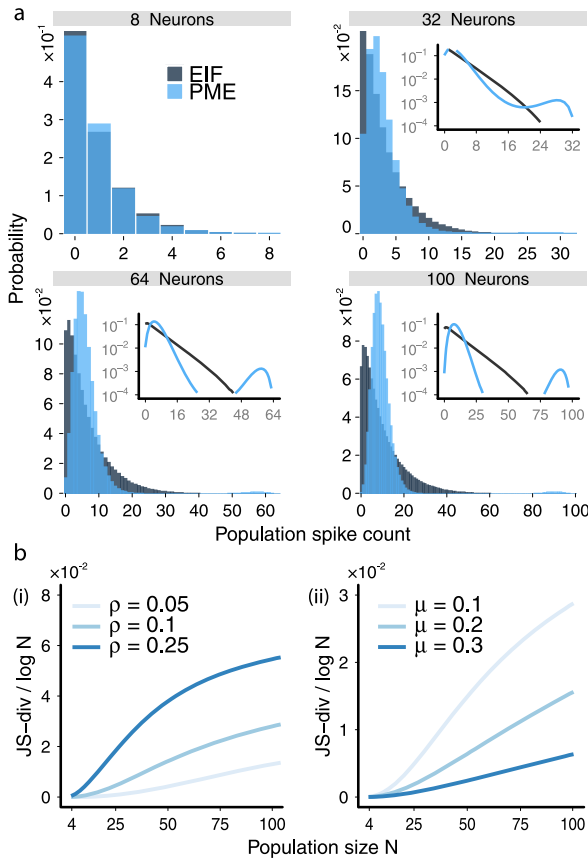 a
8 Neurons
32 Neurons
×10⁻¹
EIF
PME
5
4
3
2
1
0
0 2 4 6 8
×10⁻²
15
10
5
0
0 5 10 15 20 25 30
10⁻¹
10⁻²
10⁻³
10⁻⁴
0 8 16 24 32
Probability
64 Neurons
100 Neurons
×10⁻²
10
8
6
4
2
0
0 10 20 30 40 50 60
10⁻¹
10⁻²
10⁻³
10⁻⁴
0 16 32 48 64
×10⁻²
8
6
4
2
0
0 20 40 60 80 100
10⁻¹
10⁻²
10⁻³
10⁻⁴
0 25 50 75 100
Population spike count
b
×10⁻²
(i)
ρ = 0.05
ρ = 0.1
ρ = 0.25
JS−div / log N
8
6
4
2
0
4 25 50 75 100
×10⁻²
(ii)
μ = 0.1
μ = 0.2
μ = 0.3
JS−div / log N
3
2
1
0
4 25 50 75 100
Population size N